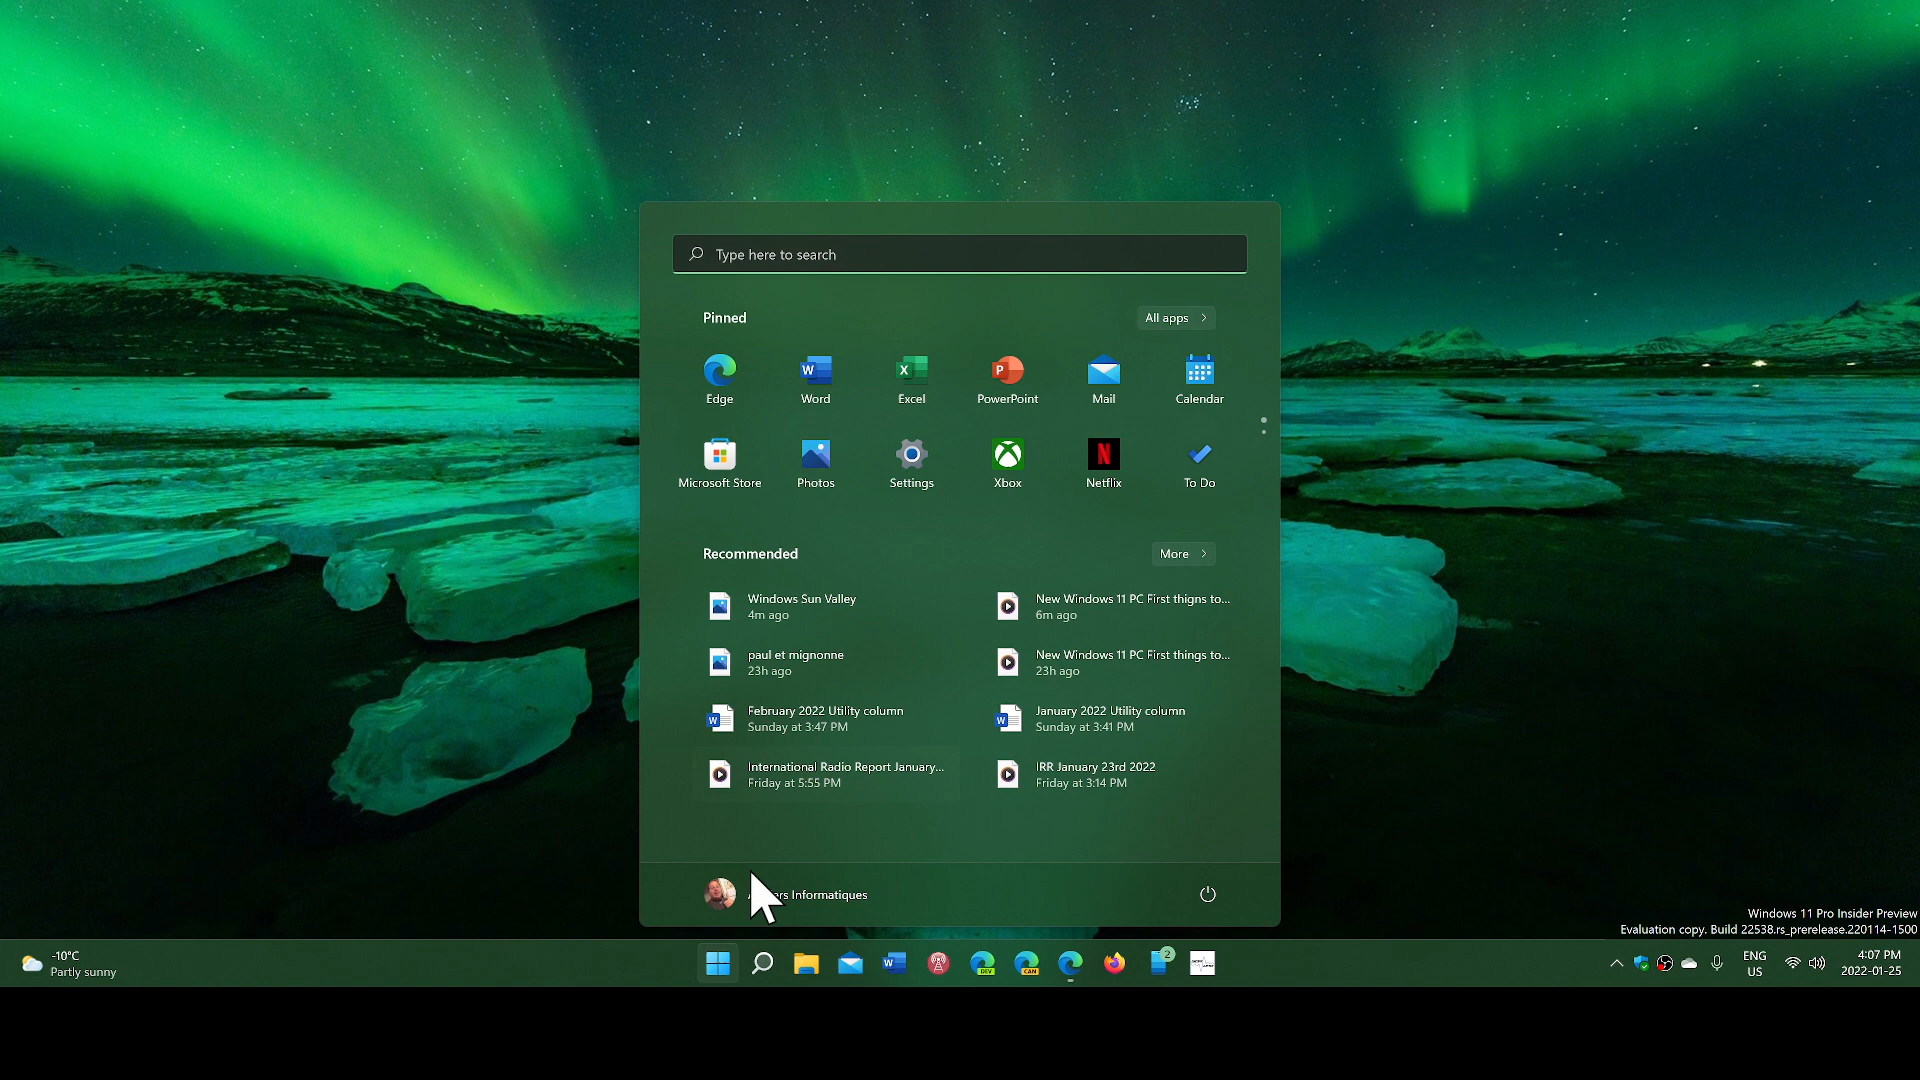 Type here to search
Pinned
All apps
Edge
Word
Excel
PowerPoint
Mail
Calendar
Microsoft Store
Photos
Settings
Xbox
Netflix
To Do
Recommended
More
Windows Sun Valley
4m ago
New Windows 11 PC First thigns to...
6m ago
paul et mignonne
23h ago
New Windows 11 PC First things to...
23h ago
February 2022 Utility column
Sunday at 3:47 PM
January 2022 Utility column
Sunday at 3:41 PM
International Radio Report January...
Friday at 5:55 PM
IRR January 23rd 2022
Friday at 3:14 PM
Informatiques
Windows 11 Pro Insider Preview
Evaluation copy. Build 22538.rs_prerelease.220114-1500
-10°C
Partly sunny
DEV
CAN
2
ENG
US
4:07 PM
2022-01-25